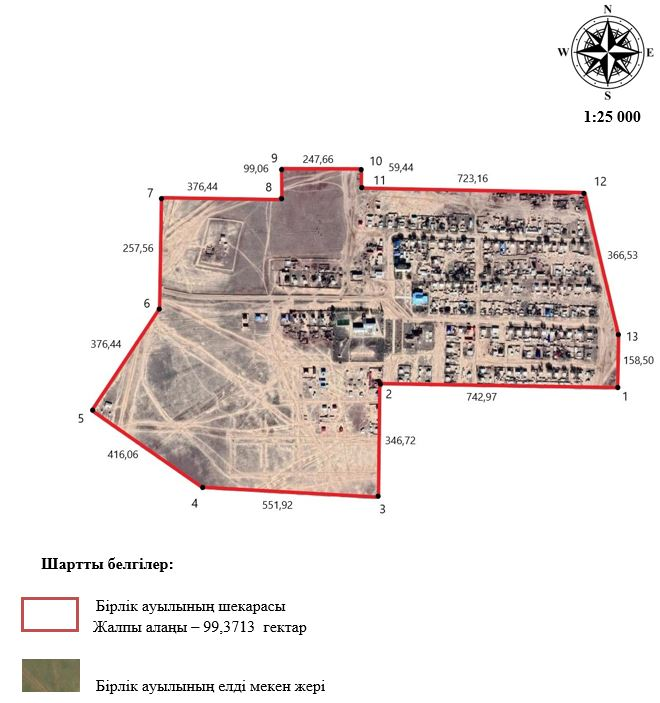 N
W E
S
1:25 000
9 247,66 10
99,06 59,44
7 376,44 8 11 723,16 12
257,56
366,53
6
13
376,44
158,50
2 742,97 1
5
346,72
416,06
4 551,92 3
Шартты белгілер:
Бірлік ауылының шекарасы
Жалпы алаңы – 99,3713 гектар
Бірлік ауылының елді мекен жері